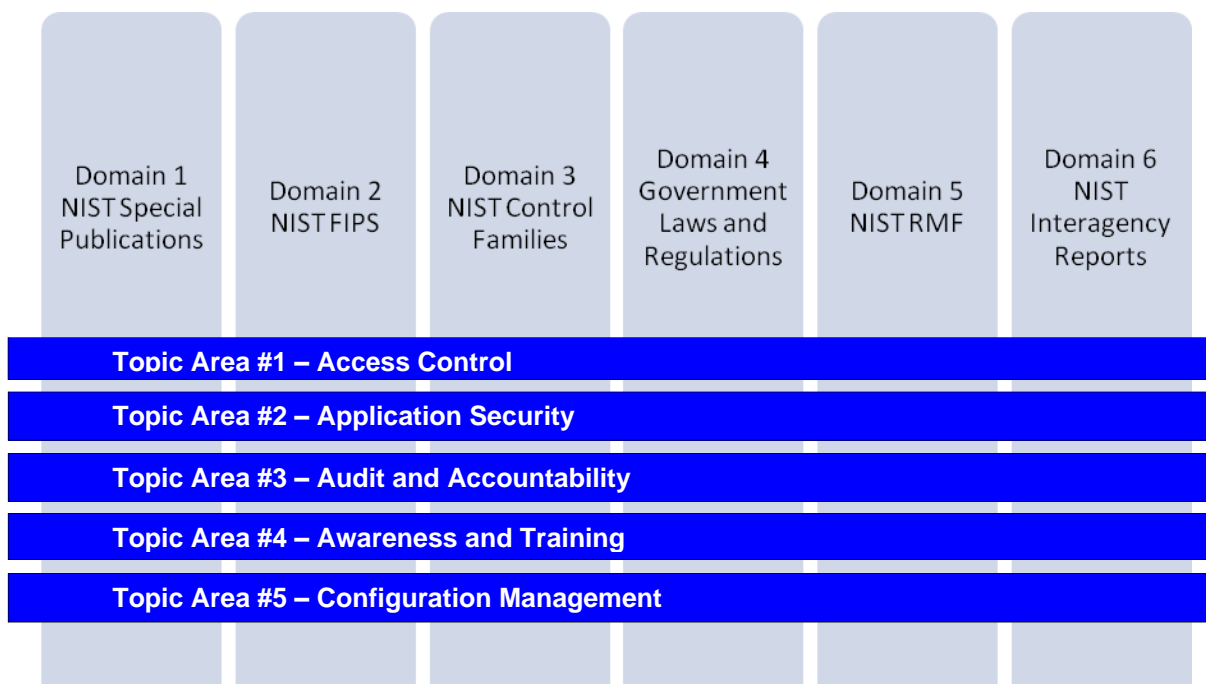 Domain 1
NIST Special
Publications
Domain 2
NIST FIPS
Domain 3
NIST Control
Families
Domain 4
Government
Laws and
Regulations
Domain 5
NIST RMF
Domain 6
NIST
Interagency
Reports
Topic Area #1 – Access Control
Topic Area #2 – Application Security
Topic Area #3 – Audit and Accountability
Topic Area #4 – Awareness and Training
Topic Area #5 – Configuration Management